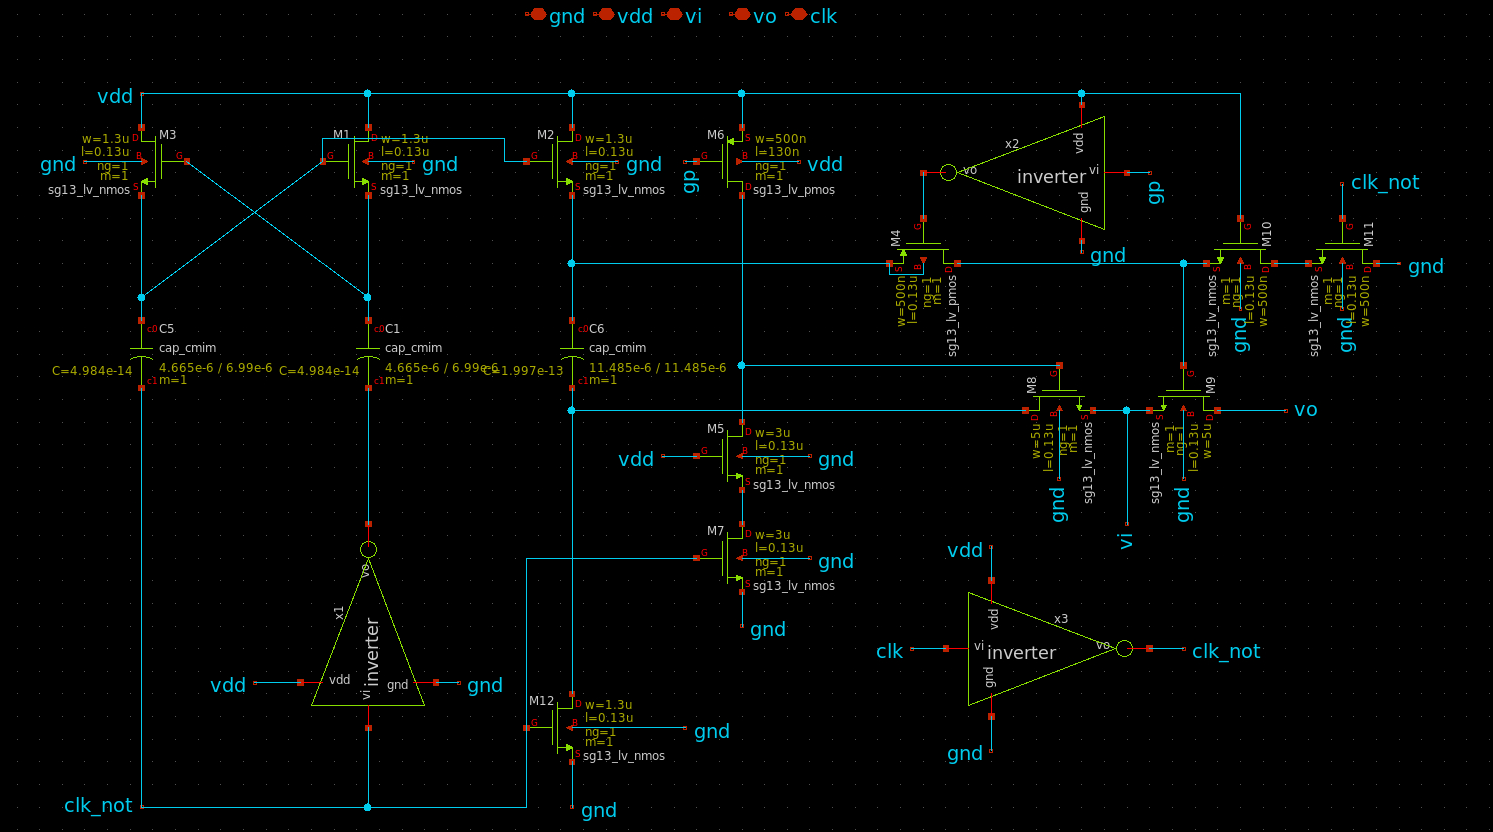 gnd vdd vi vo clk
vdd
M3
w=1.3u
l=0.13u
ng=1
m=1
sg13_lv_nmos
gnd
D
B
G
S
M1
w=1.3u
l=0.13u
ng=1
m=1
sg13_lv_nmos
gnd
G
D
B
S
M2
w=1.3u
l=0.13u
ng=1
m=1
sg13_lv_nmos
gnd
G
D
B
S
M6
w=500n
l=130n
ng=1
m=1
sg13_lv_pmos
vdd
gp
G
S
B
D
x2
inverter
vdd
vi
vo
gnd
gp
gnd
M4
G
S
B
D
w=500n
l=0.13u
ng=1
m=1
sg13_lv_pmos
M10
G
S
B
D
sg13_lv_nmos
m=1
ng=1
l=0.13u
w=500n
gnd
clk_not
M11
G
S
B
D
sg13_lv_nmos
m=1
ng=1
l=0.13u
w=500n
gnd
gnd
c0
C5
cap_cmim
C=4.984e-14
4.665e-6 / 6.99e-6
c1
m=1
c0
C1
cap_cmim
C=4.984e-14
4.665e-6 / 6.99e-6
c1
m=1
c0
C6
cap_cmim
C=1.997e-13
11.485e-6 / 11.485e-6
c1
m=1
M8
G
D
B
S
w=5u
l=0.13u
ng=1
m=1
sg13_lv_nmos
gnd
M9
G
S
B
D
sg13_lv_nmos
m=1
ng=1
l=0.13u
w=5u
gnd
vo
vi
M5
w=3u
l=0.13u
ng=1
m=1
sg13_lv_nmos
vdd
gnd
G
D
B
S
M7
w=3u
l=0.13u
ng=1
m=1
sg13_lv_nmos
gnd
gnd
G
D
B
S
x1
inverter
vo
vdd
vi
gnd
vdd
gnd
vdd
x3
inverter
vdd
vi
vo
gnd
clk
clk_not
gnd
M12
w=1.3u
l=0.13u
ng=1
m=1
sg13_lv_nmos
gnd
G
D
B
S
clk_not
gnd